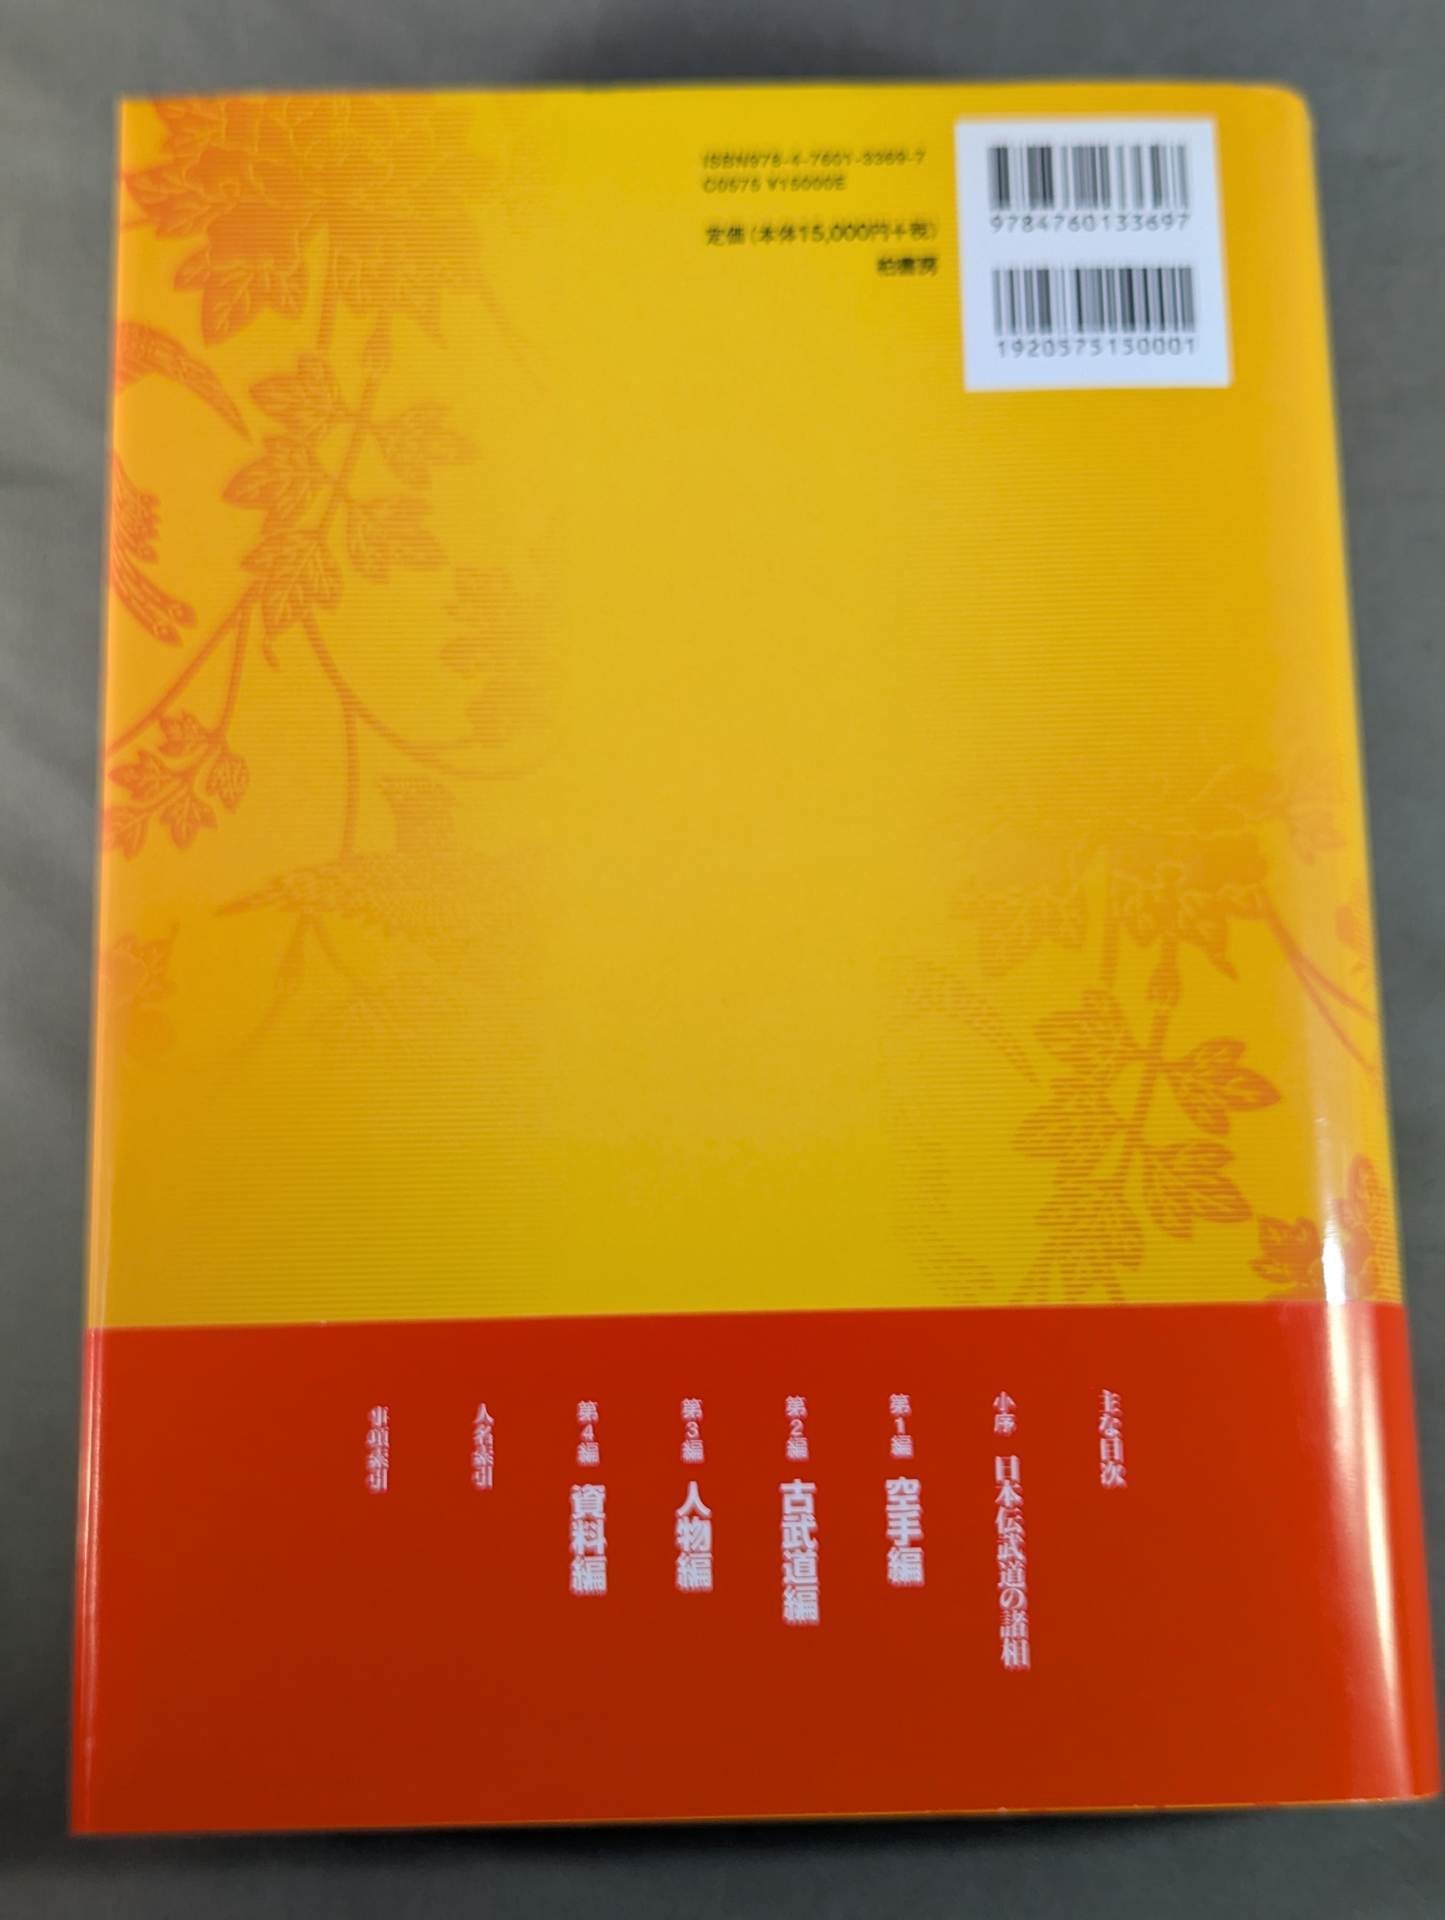 ISBN978-4-7601-3369-7
C0575 ¥15000E
定価(本体15,000円+税)
柏書房
9784760133697
1920575150001
主な目次
小序 日本伝武道の諸相
第1編 空手編
第2編 古武道編
第3編 人物編
第4編 資料編
人名索引
事項索引